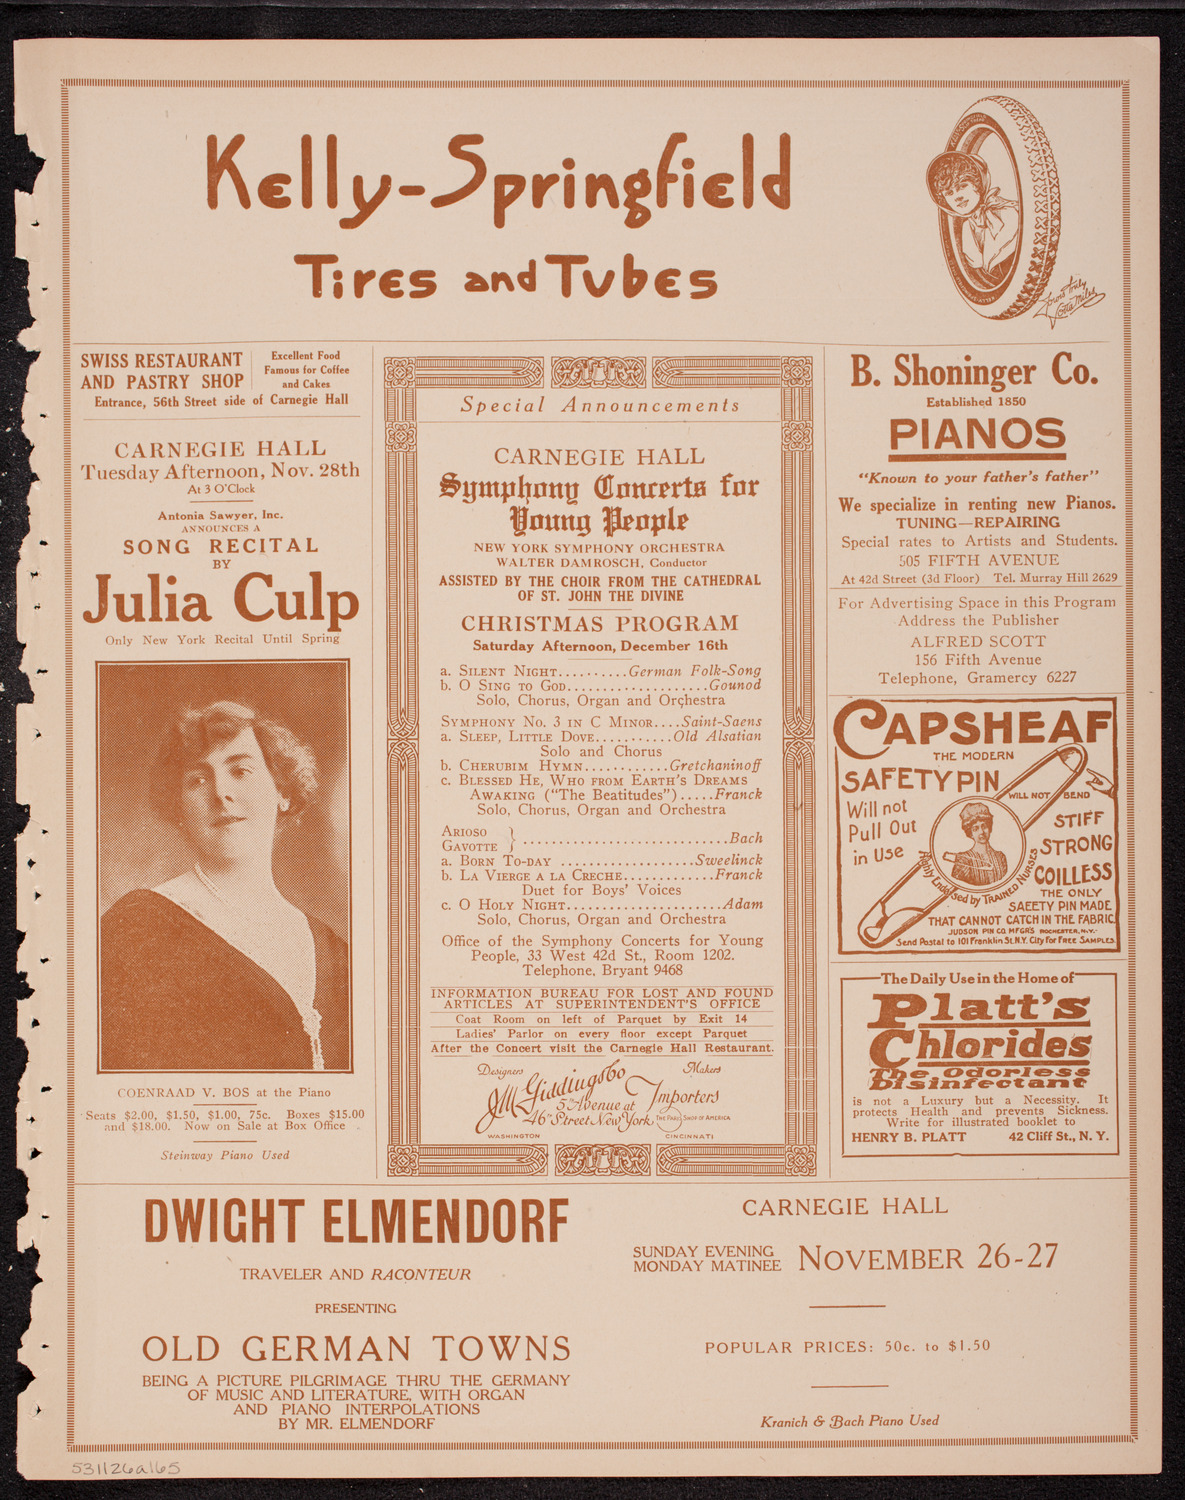 Kelly-Springfield
Tires and Tubes
Yours truly
Lotta Miles
SWISS RESTAURANT
AND PASTRY SHOP
Excellent Food
Famous for Coffee
and Cakes
Entrance, 56th Street side of Carnegie Hall
CARNEGIE HALL
Tuesday Afternoon, Nov. 28th
At 3 O'Clock
Antonia Sawyer, Inc.
ANNOUNCES A
SONG RECITAL
BY
Julia Culp
Only New York Recital Until Spring
COENRAAD V. BOS at the Piano
Seats $2.00, $1.50, $1.00, 75c. Boxes $15.00
and $18.00. Now on Sale at Box Office
Steinway Piano Used
Special Announcements
CARNEGIE HALL
Symphony Concerts for
Young People
NEW YORK SYMPHONY ORCHESTRA
WALTER DAMROSCH, Conductor
ASSISTED BY THE CHOIR FROM THE CATHEDRAL
OF ST. JOHN THE DIVINE
CHRISTMAS PROGRAM
Saturday Afternoon, December 16th
a. SILENT NIGHT..........German Folk-Song
b. O SING TO GOD....................Gounod
Solo, Chorus, Organ and Orchestra
SYMPHONY NO. 3 IN C MINOR....Saint-Saens
a. SLEEP, LITTLE DOVE...........Old Alsatian
Solo and Chorus
b. CHERUBIM HYMN............Gretchaninoff
c. BLESSED HE, WHO FROM EARTH'S DREAMS
AWAKING ("The Beatitudes").....Franck
Solo, Chorus, Organ and Orchestra
ARIOSO
GAVOTTE } ..............................Bach
a. BORN TO-DAY ...................Sweelinck
b. LA VIERGE A LA CRECHE.............Franck
Duet for Boys' Voices
c. O HOLY NIGHT.......................Adam
Solo, Chorus, Organ and Orchestra
Office of the Symphony Concerts for Young
People, 33 West 42d St., Room 1202.
Telephone, Bryant 9468
INFORMATION BUREAU FOR LOST AND FOUND
ARTICLES AT SUPERINTENDENT'S OFFICE
Coat Room on left of Parquet by Exit 14
Ladies' Parlor on every floor except Parquet
After the Concert visit the Carnegie Hall Restaurant.
Designers Makers
J.M. Giddings & Co Importers
5th Avenue at
46th Street New York THE PARIS SHOP OF AMERICA
WASHINGTON CINCINNATI
B. Shoninger Co.
Established 1850
PIANOS
"Known to your father's father"
We specialize in renting new Pianos.
TUNING—REPAIRING
Special rates to Artists and Students.
505 FIFTH AVENUE
At 42d Street (3d Floor) Tel. Murray Hill 2629
For Advertising Space in this Program
Address the Publisher
ALFRED SCOTT
156 Fifth Avenue
Telephone, Gramercy 6227
CAPSHEAF
THE MODERN
SAFETY PIN
WILL NOT BEND
Will not
Pull Out
in Use
STIFF
STRONG
COILLESS
Highly Endorsed by TRAINED NURSES
THE ONLY
SAFETY PIN MADE
THAT CANNOT CATCH IN THE FABRIC
JUDSON PIN CO. MFGRS ROCHESTER, N.Y.
Send Postal to 101 Franklin St. N.Y. City for FREE SAMPLES
The Daily Use in the Home of
Platt's
Chlorides
The Odorless
Disinfectant
is not a Luxury but a Necessity. It
protects Health and prevents Sickness.
Write for illustrated booklet to
HENRY B. PLATT 42 Cliff St., N. Y.
DWIGHT ELMENDORF
TRAVELER AND RACONTEUR
PRESENTING
OLD GERMAN TOWNS
BEING A PICTURE PILGRIMAGE THRU THE GERMANY
OF MUSIC AND LITERATURE, WITH ORGAN
AND PIANO INTERPOLATIONS
BY MR. ELMENDORF
CARNEGIE HALL
SUNDAY EVENING
MONDAY MATINEE
NOVEMBER 26-27
POPULAR PRICES: 50c. to $1.50
Kranich & Bach Piano Used
531126a165